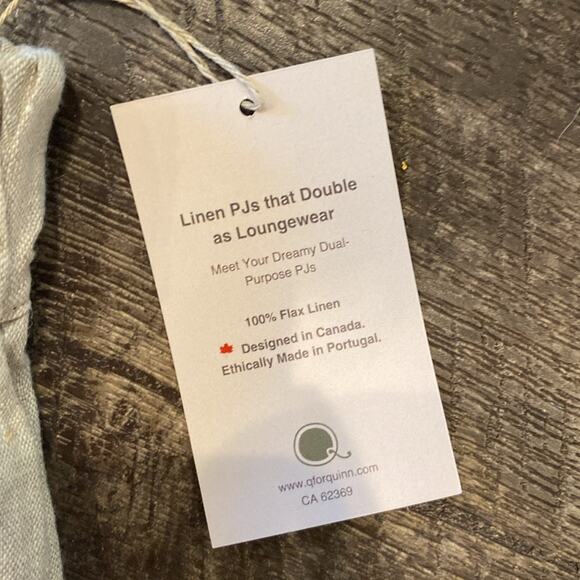 Linen PJs that Double
as Loungewear
Meet Your Dreamy Dual-
Purpose PJs
100% Flax Linen
Designed in Canada.
Ethically Made in Portugal.
Q
www.qforquinn.com
CA 62369